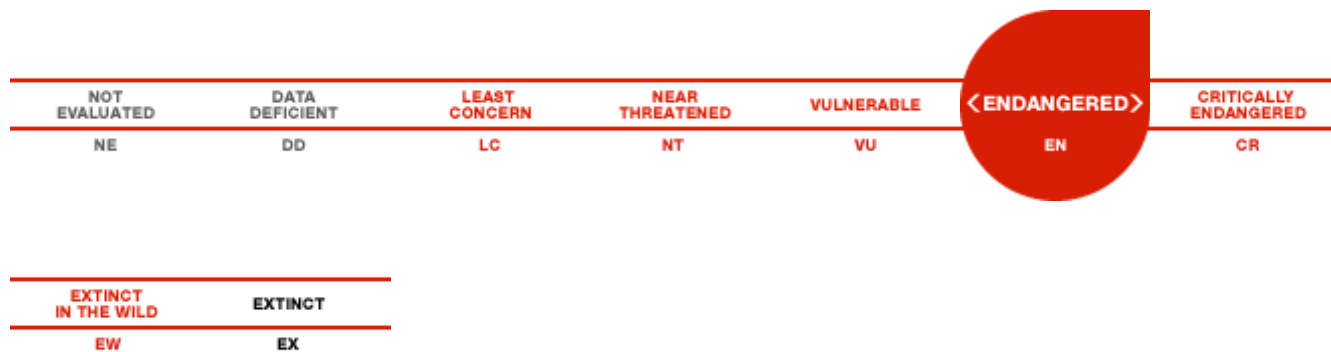 NOT
EVALUATED
DATA
DEFICIENT
LEAST
CONCERN
NEAR
THREATENED
VULNERABLE
<ENDANGERED>
CRITICALLY
ENDANGERED
NE
DD
LC
NT
VU
EN
CR
EXTINCT
IN THE WILD
EXTINCT
EW
EX